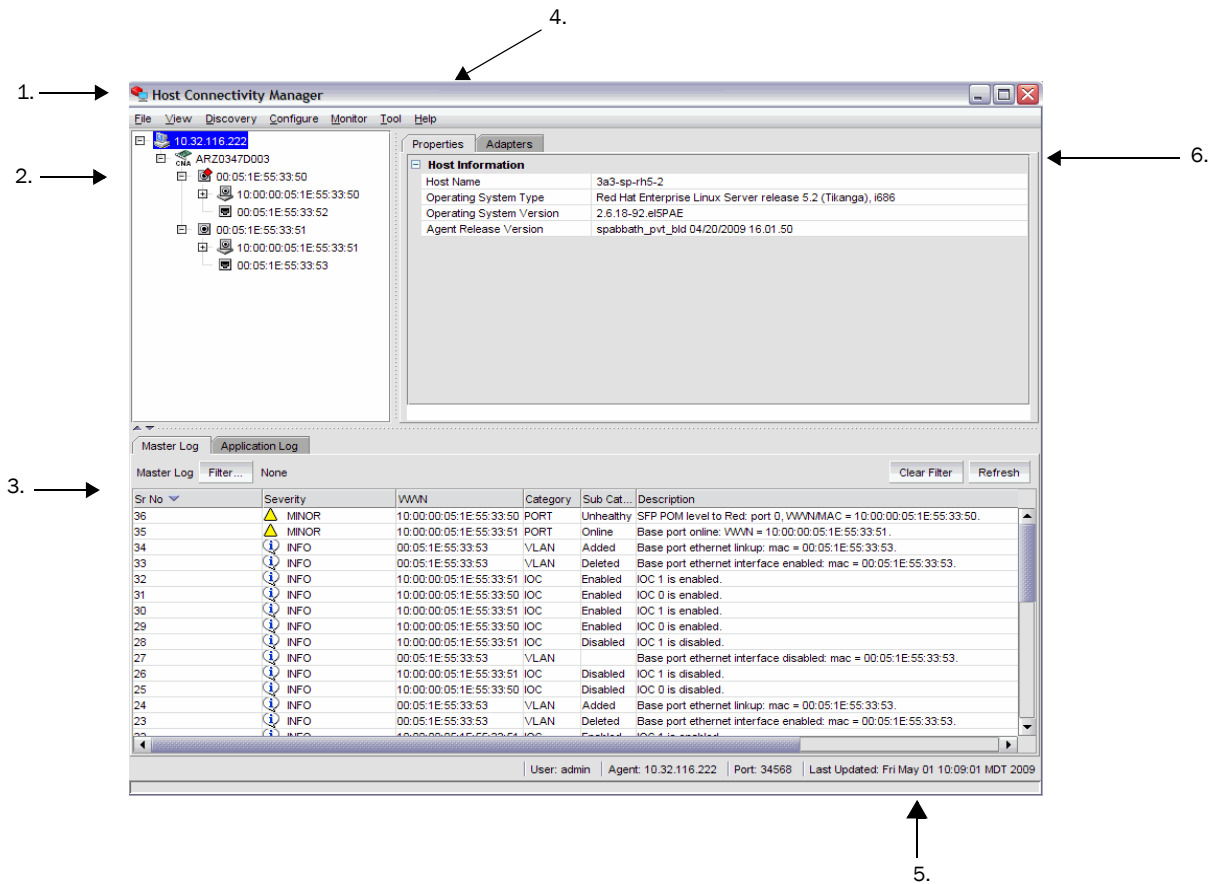 4.
1.
Host Connectivity Manager
File View Discovery Configure Monitor Tool Help
10.32.116.222
CNA ARZ0347D003
00:05:1E:55:33:50
10:00:00:05:1E:55:33:50
00:05:1E:55:33:52
00:05:1E:55:33:51
10:00:00:05:1E:55:33:51
00:05:1E:55:33:53
2.
Properties Adapters
Host Information
Host Name 3a3-sp-rh5-2
Operating System Type Red Hat Enterprise Linux Server release 5.2 (Tikanga), i686
Operating System Version 2.6.18-92.el5PAE
Agent Release Version spabbath_pvt_bld 04/20/2009 16.01.50
6.
Master Log Application Log
Master Log Filter... None Clear Filter Refresh
3.
Sr No Severity WWN Category Sub Cat... Description
36 MINOR 10:00:00:05:1E:55:33:50 PORT Unhealthy SFP POM level to Red: port 0, WWN/MAC = 10:00:00:05:1E:55:33:50.
35 MINOR 10:00:00:05:1E:55:33:51 PORT Online Base port online: WWN = 10:00:00:05:1E:55:33:51.
34 INFO 00:05:1E:55:33:53 VLAN Added Base port ethernet linkup: mac = 00:05:1E:55:33:53.
33 INFO 00:05:1E:55:33:53 VLAN Deleted Base port ethernet interface enabled: mac = 00:05:1E:55:33:53.
32 INFO 10:00:00:05:1E:55:33:51 IOC Enabled IOC 1 is enabled.
31 INFO 10:00:00:05:1E:55:33:50 IOC Enabled IOC 0 is enabled.
30 INFO 10:00:00:05:1E:55:33:51 IOC Enabled IOC 1 is enabled.
29 INFO 10:00:00:05:1E:55:33:50 IOC Enabled IOC 0 is enabled.
28 INFO 10:00:00:05:1E:55:33:51 IOC Disabled IOC 1 is disabled.
27 INFO 00:05:1E:55:33:53 VLAN Base port ethernet interface disabled: mac = 00:05:1E:55:33:53.
26 INFO 10:00:00:05:1E:55:33:51 IOC Disabled IOC 1 is disabled.
25 INFO 10:00:00:05:1E:55:33:50 IOC Disabled IOC 0 is disabled.
24 INFO 00:05:1E:55:33:53 VLAN Added Base port ethernet linkup: mac = 00:05:1E:55:33:53.
23 INFO 00:05:1E:55:33:53 VLAN Deleted Base port ethernet interface enabled: mac = 00:05:1E:55:33:53.
User: admin Agent: 10.32.116.222 Port: 34568 Last Updated: Fri May 01 10:09:01 MDT 2009
5.